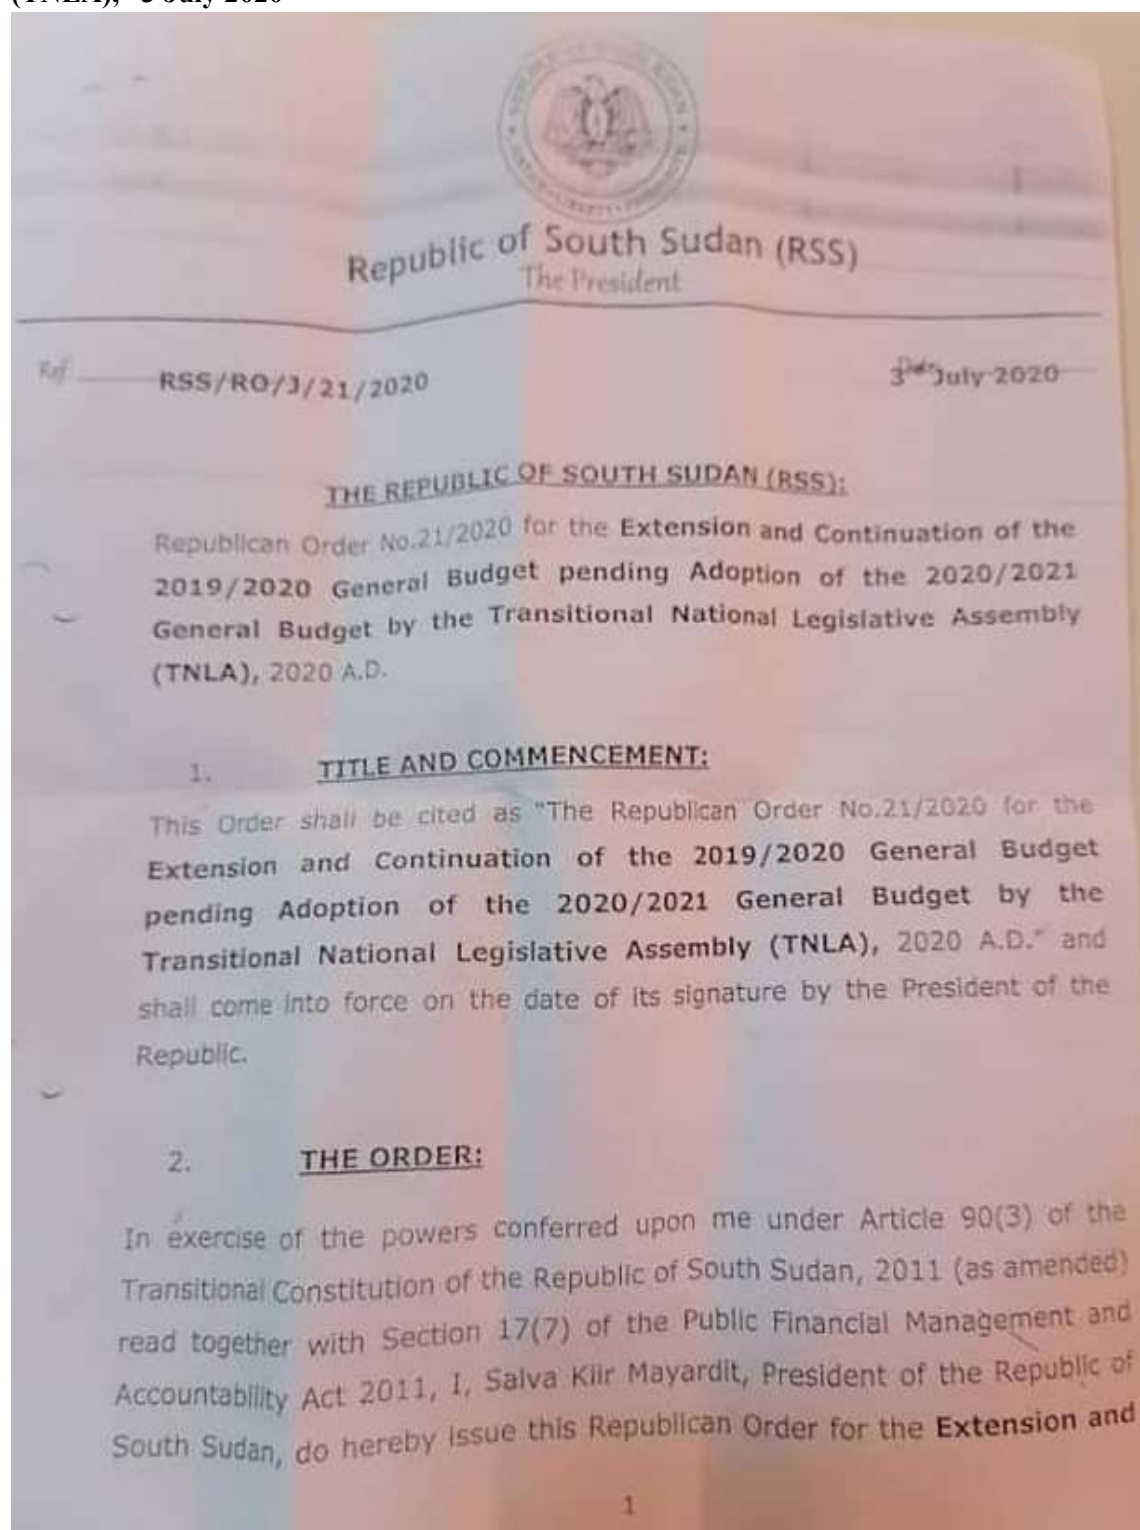 (TNLA), 3 July 2020
Republic of South Sudan (RSS)
The President
Ref RSS/RO/J/21/2020
Date 3rd July 2020
THE REPUBLIC OF SOUTH SUDAN (RSS):
Republican Order No.21/2020 for the Extension and Continuation of the
2019/2020 General Budget pending Adoption of the 2020/2021
General Budget by the Transitional National Legislative Assembly
(TNLA), 2020 A.D.
1. TITLE AND COMMENCEMENT:
This Order shall be cited as "The Republican Order No.21/2020 for the
Extension and Continuation of the 2019/2020 General Budget
pending Adoption of the 2020/2021 General Budget by the
Transitional National Legislative Assembly (TNLA), 2020 A.D." and
shall come into force on the date of its signature by the President of the
Republic.
2. THE ORDER:
In exercise of the powers conferred upon me under Article 90(3) of the
Transitional Constitution of the Republic of South Sudan, 2011 (as amended)
read together with Section 17(7) of the Public Financial Management and
Accountability Act 2011, I, Salva Kiir Mayardit, President of the Republic of
South Sudan, do hereby issue this Republican Order for the Extension and
1